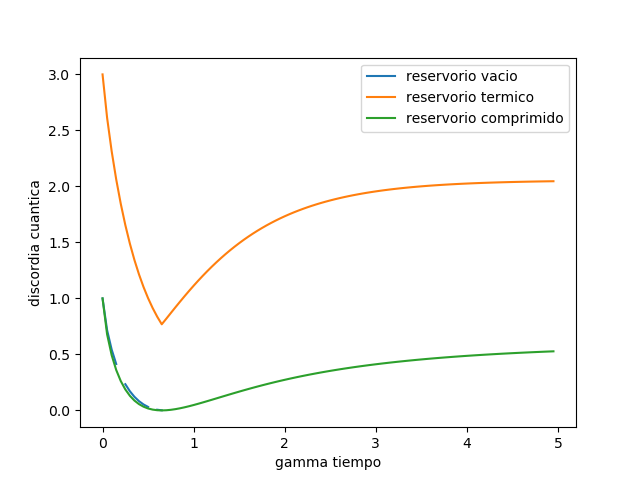 reservorio vacio
reservorio termico
reservorio comprimido
discordia cuantica
3.0
2.5
2.0
1.5
1.0
0.5
0.0
0
1
2
3
4
5
gamma tiempo